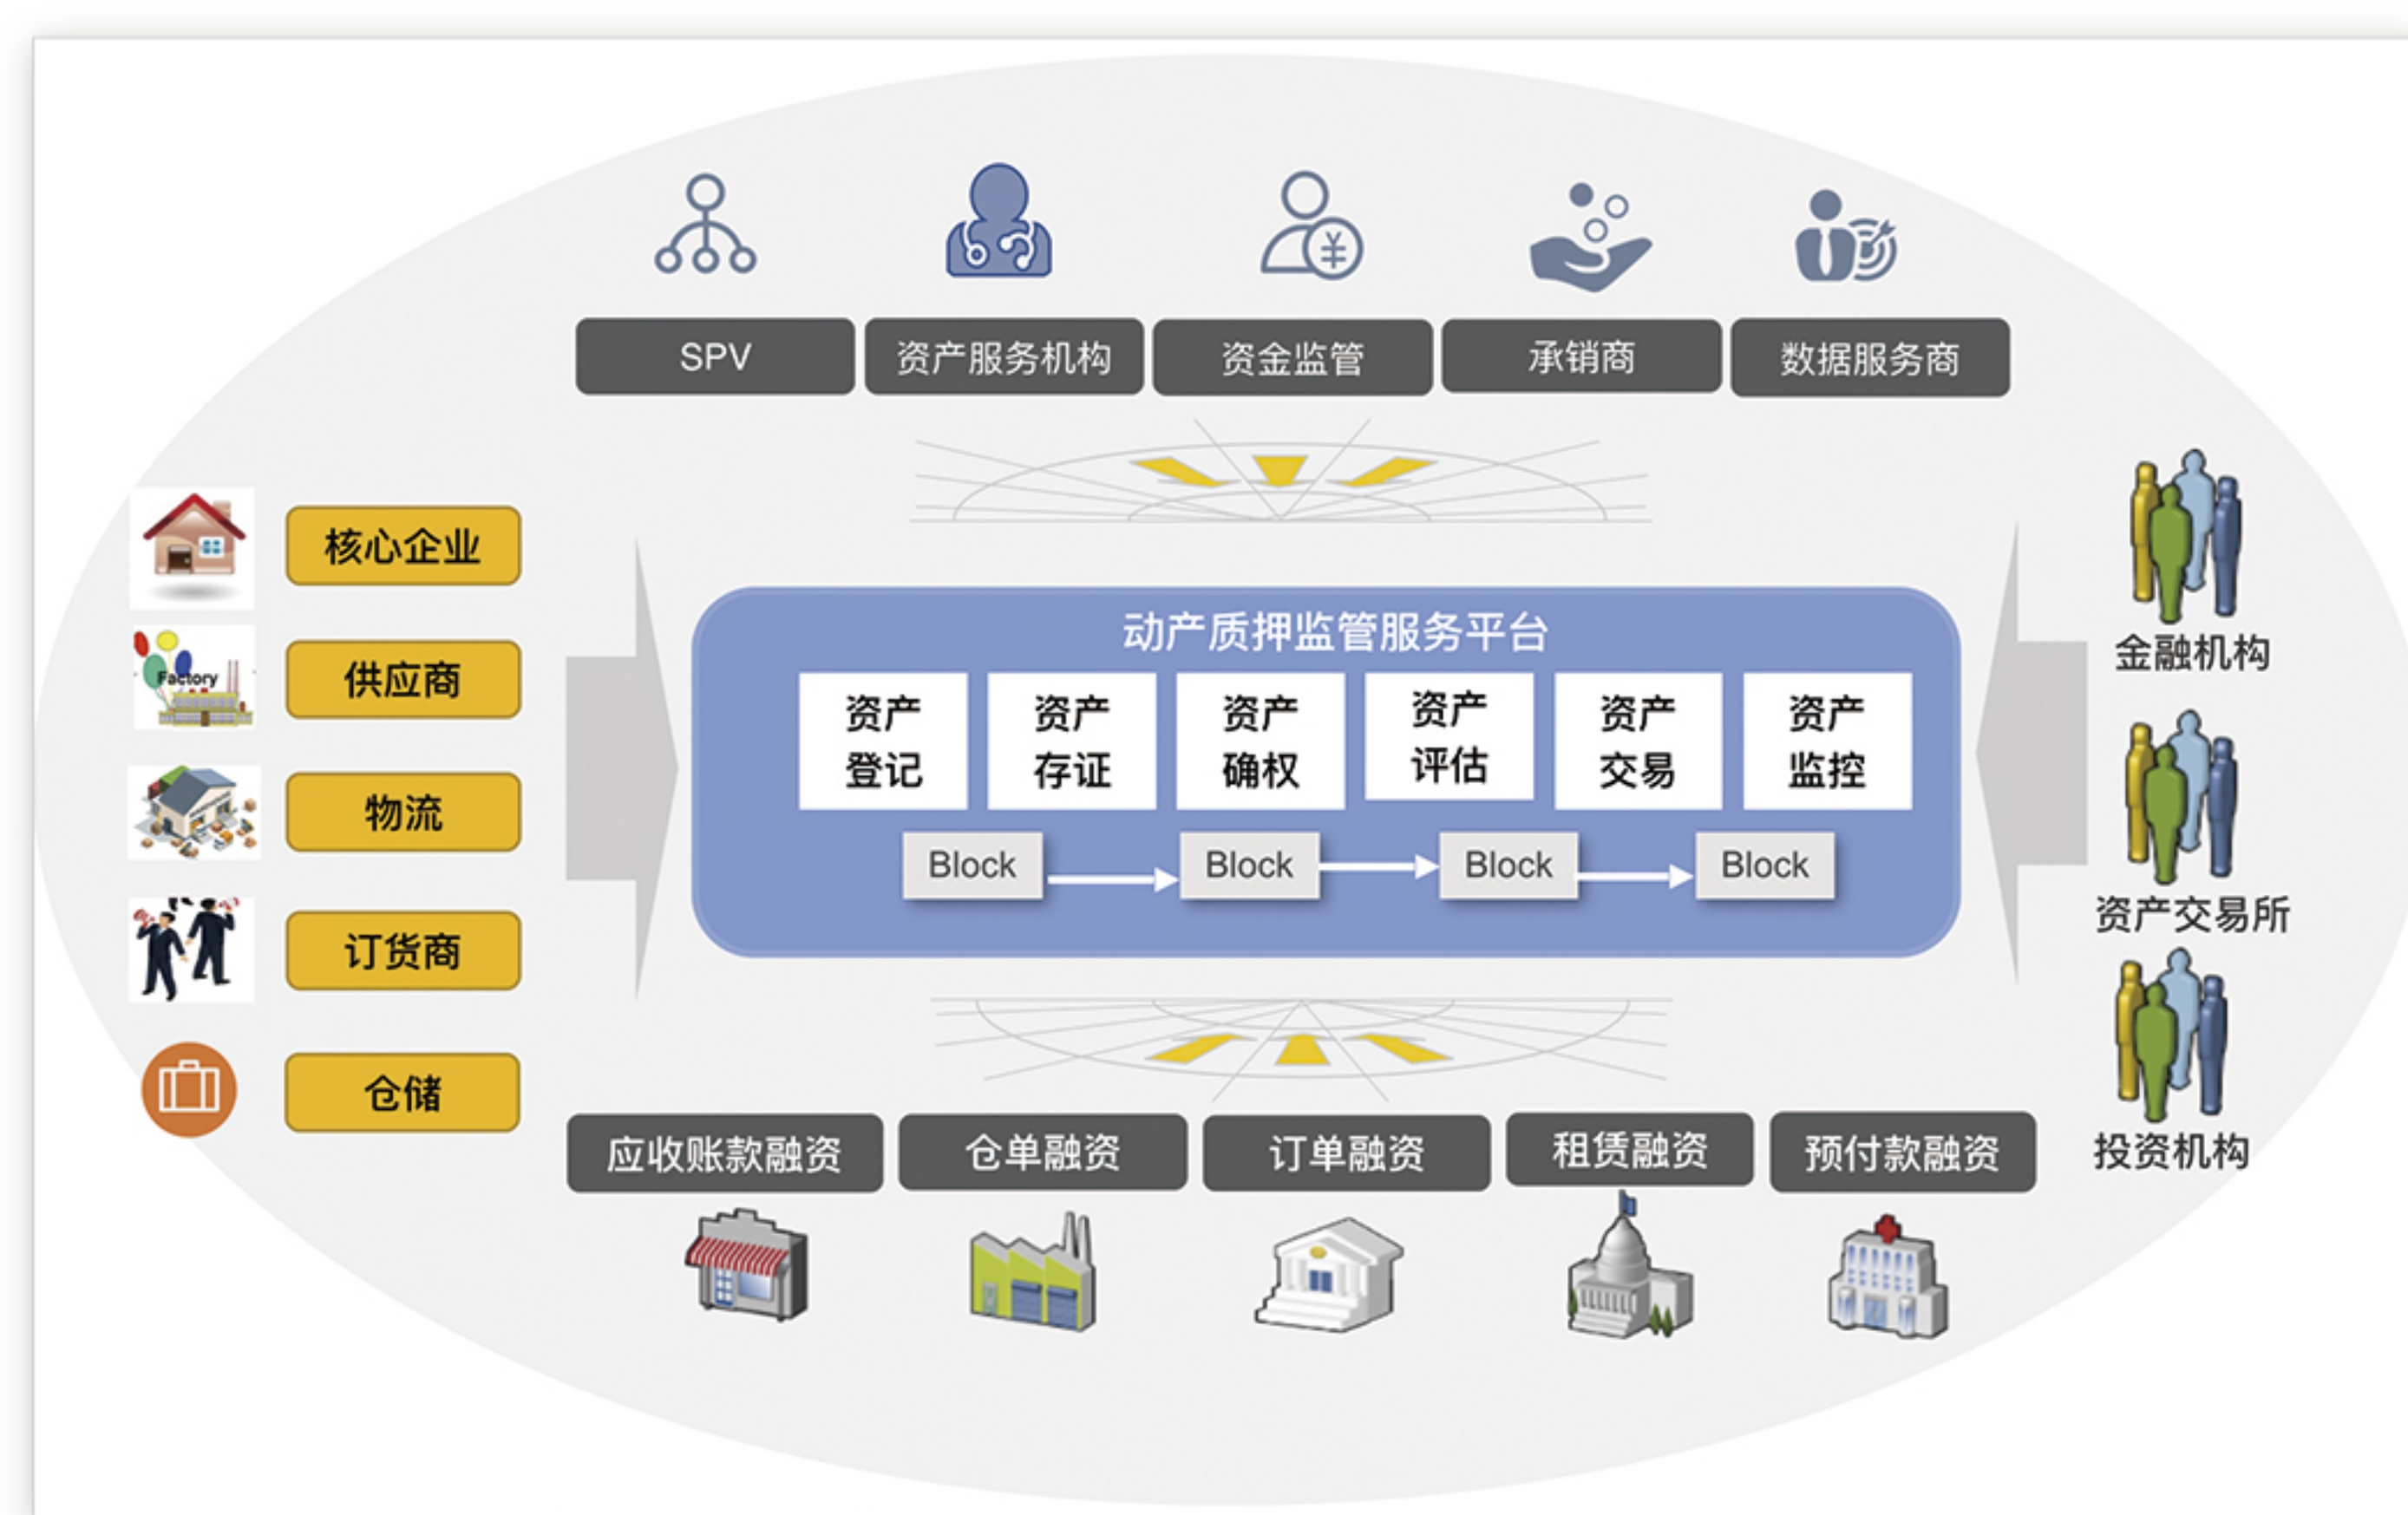 SPV
资产服务机构
资金监管
承销商
数据服务商
核心企业
Factory
供应商
物流
订货商
仓储
动产质押监管服务平台
资产
登记
资产
存证
资产
确权
资产
评估
资产
交易
资产
监控
Block
Block
Block
Block
金融机构
资产交易所
投资机构
应收账款融资
仓单融资
订单融资
租赁融资
预付款融资